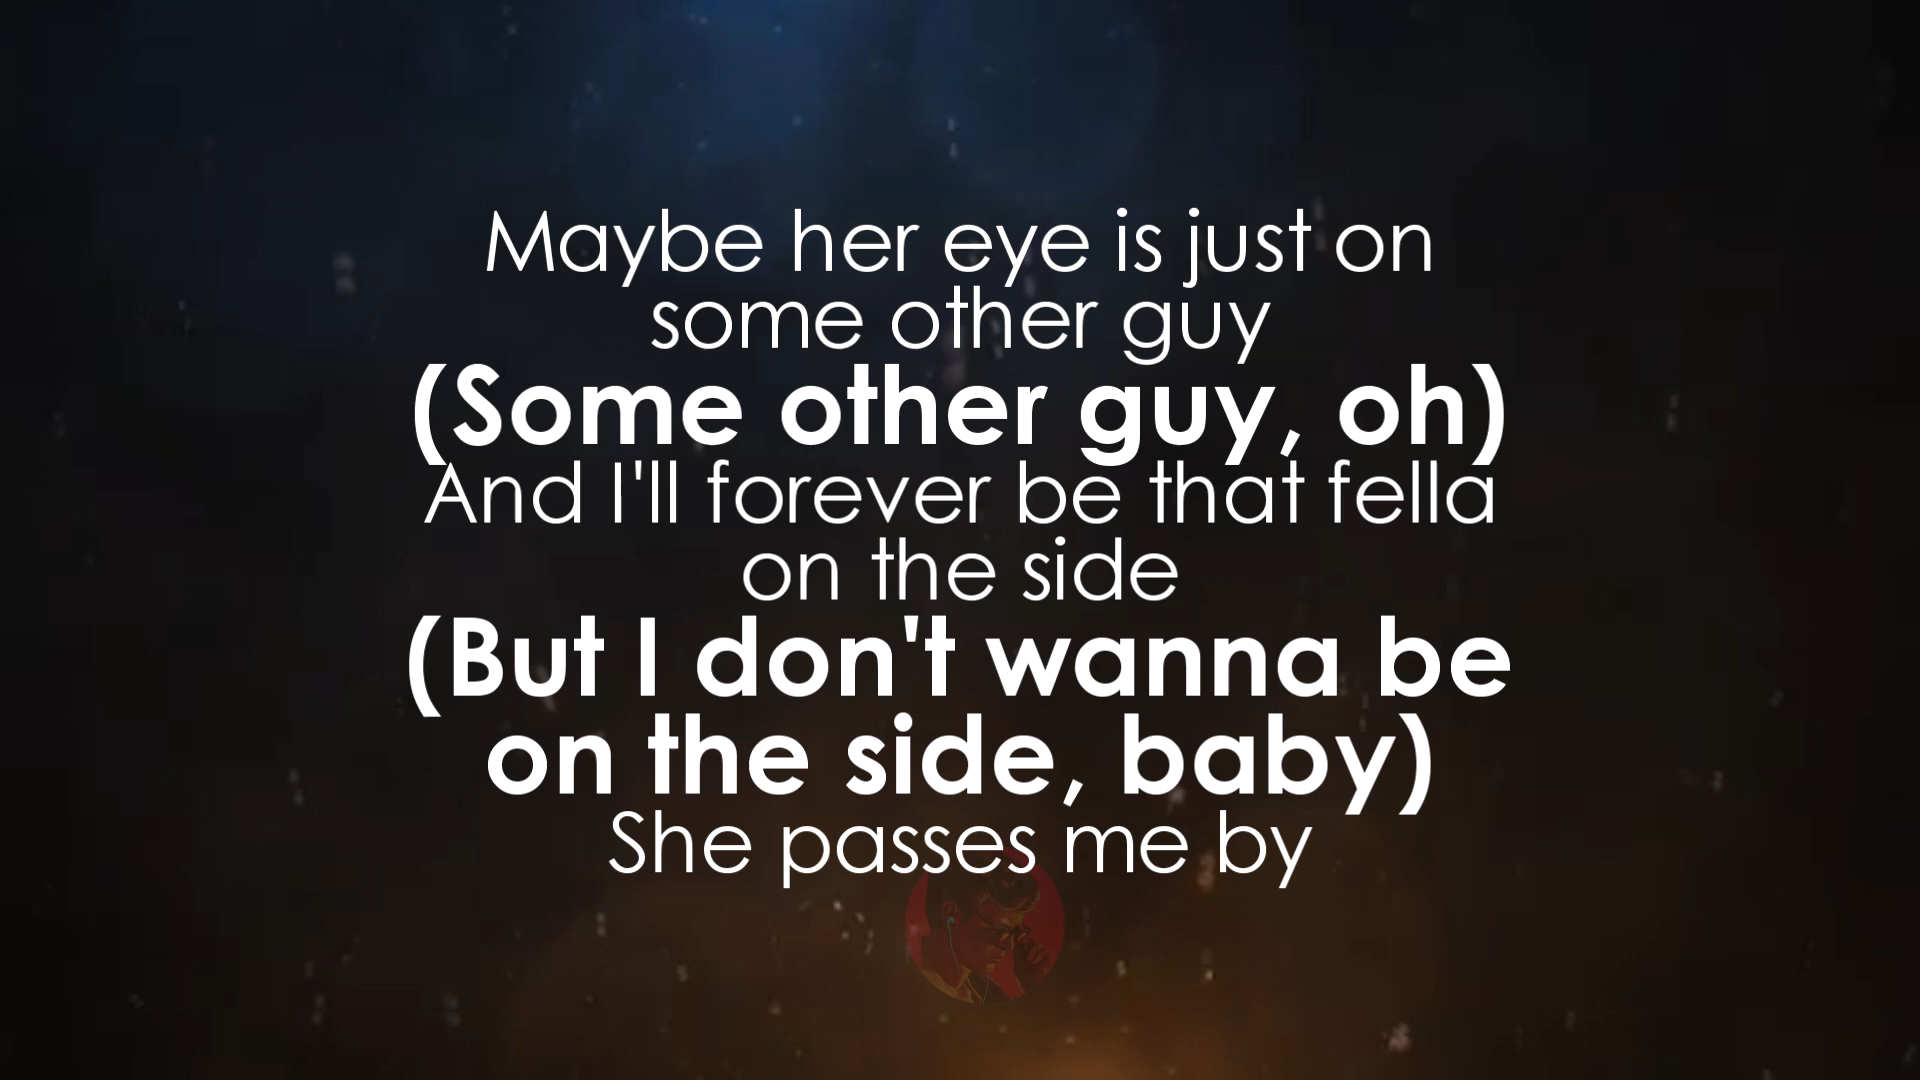 Maybe her eye is just on
some other guy
(Some other guy, oh)
And I'll forever be that fella
on the side
(But I don't wanna be
on the side, baby)
She passes me by